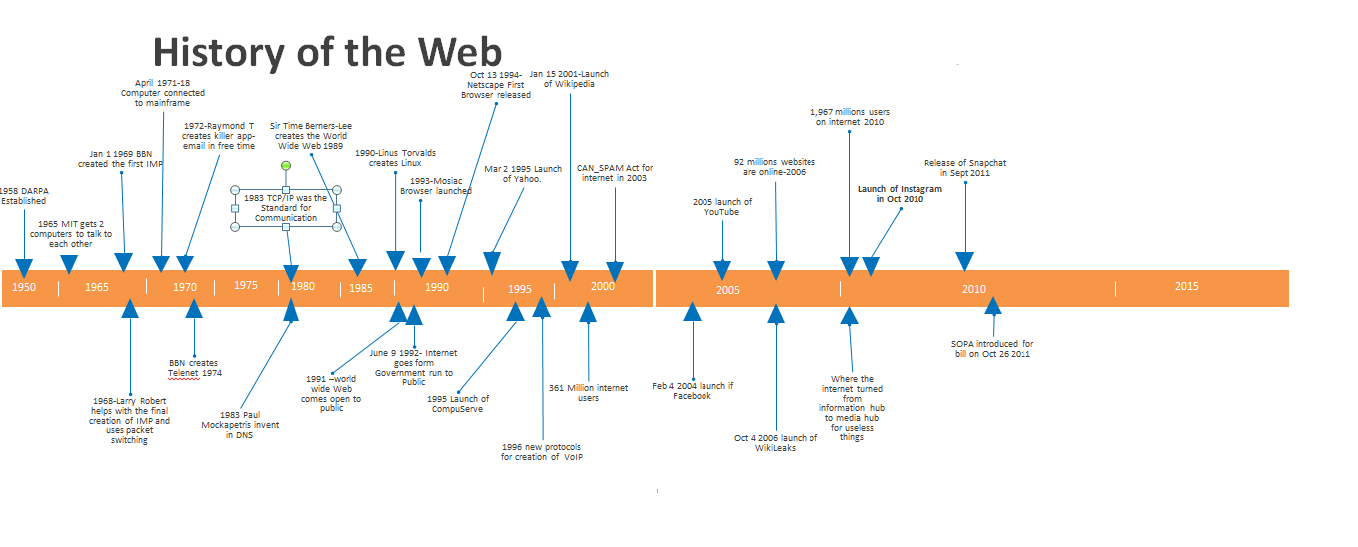 History of the Web
April 1971-18
Computer connected
to mainframe
Oct 13 1994-
Netscape First
Browser released
Jan 15 2001-Launch
of Wikipedia
1972-Raymond T
creates killer app-
email in free time
Sir Time Berners-Lee
creates the World
Wide Web 1989
1,967 millions users
on internet 2010
Jan 1 1969 BBN
created the first IMP
1990-Linus Torvalds
creates Linux
1993-Mosiac
Browser launched
Mar 2 1995 Launch
of Yahoo.
CAN_SPAM Act for
internet in 2003
92 millions websites
are online-2006
Release of Snapchat
in Sept 2011
1958 DARPA
Established
1983 TCP/IP was the
Standard for
Communication
2005 launch of
YouTube
Launch of Instagram
in Oct 2010
1965 MIT gets 2
computers to talk to
each other
1950 1965 1970 1975 1980 1985 1990 1995 2000 2005 2010 2015
BBN creates
Telenet 1974
June 9 1992- Internet
goes form
Government run to
Public
SOPA introduced for
bill on Oct 26 2011
1968-Larry Robert
helps with the final
creation of IMP and
uses packet
switching
1983 Paul
Mockapetris invent
in DNS
1991 –world
wide Web
comes open to
public
1995 Launch of
CompuServe
361 Million internet
users
Feb 4 2004 launch if
Facebook
Where the
internet turned
from
information hub
to media hub
for useless
things
1996 new protocols
for creation of VoIP
Oct 4 2006 launch of
WikiLeaks